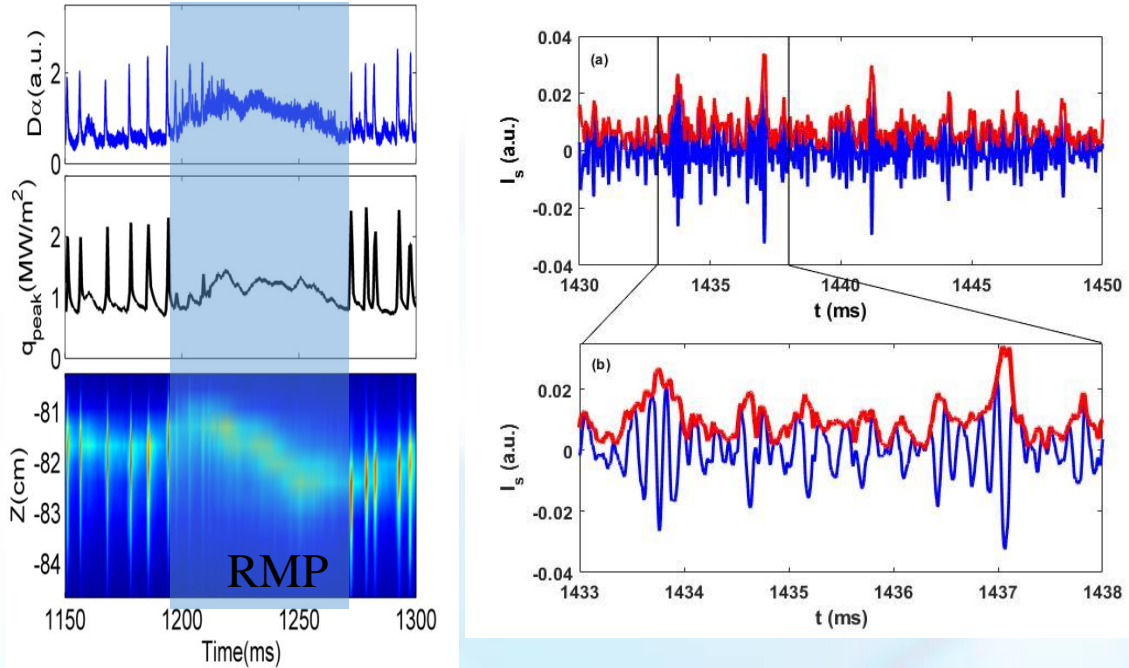 Dα(a.u.)
2
0
q_peak(MW/m²)
2
1
0
Z(cm)
-81
-82
-83
-84
RMP
1150 1200 1250 1300
Time(ms)
(a)
I_s (a.u.)
0.04
0.02
0
-0.02
-0.04
1430 1435 1440 1445 1450
t (ms)
(b)
I_s (a.u.)
0.02
0
-0.02
-0.04
1433 1434 1435 1436 1437 1438
t (ms)